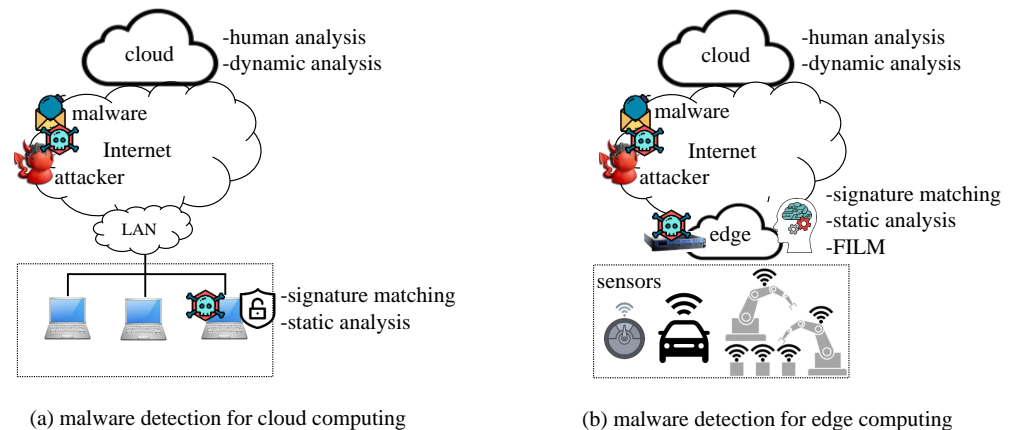 cloud
-human analysis
-dynamic analysis
malware
Internet
attacker
LAN
-signature matching
-static analysis
(a) malware detection for cloud computing
cloud
-human analysis
-dynamic analysis
malware
Internet
attacker
edge
-signature matching
-static analysis
-FILM
sensors
(b) malware detection for edge computing